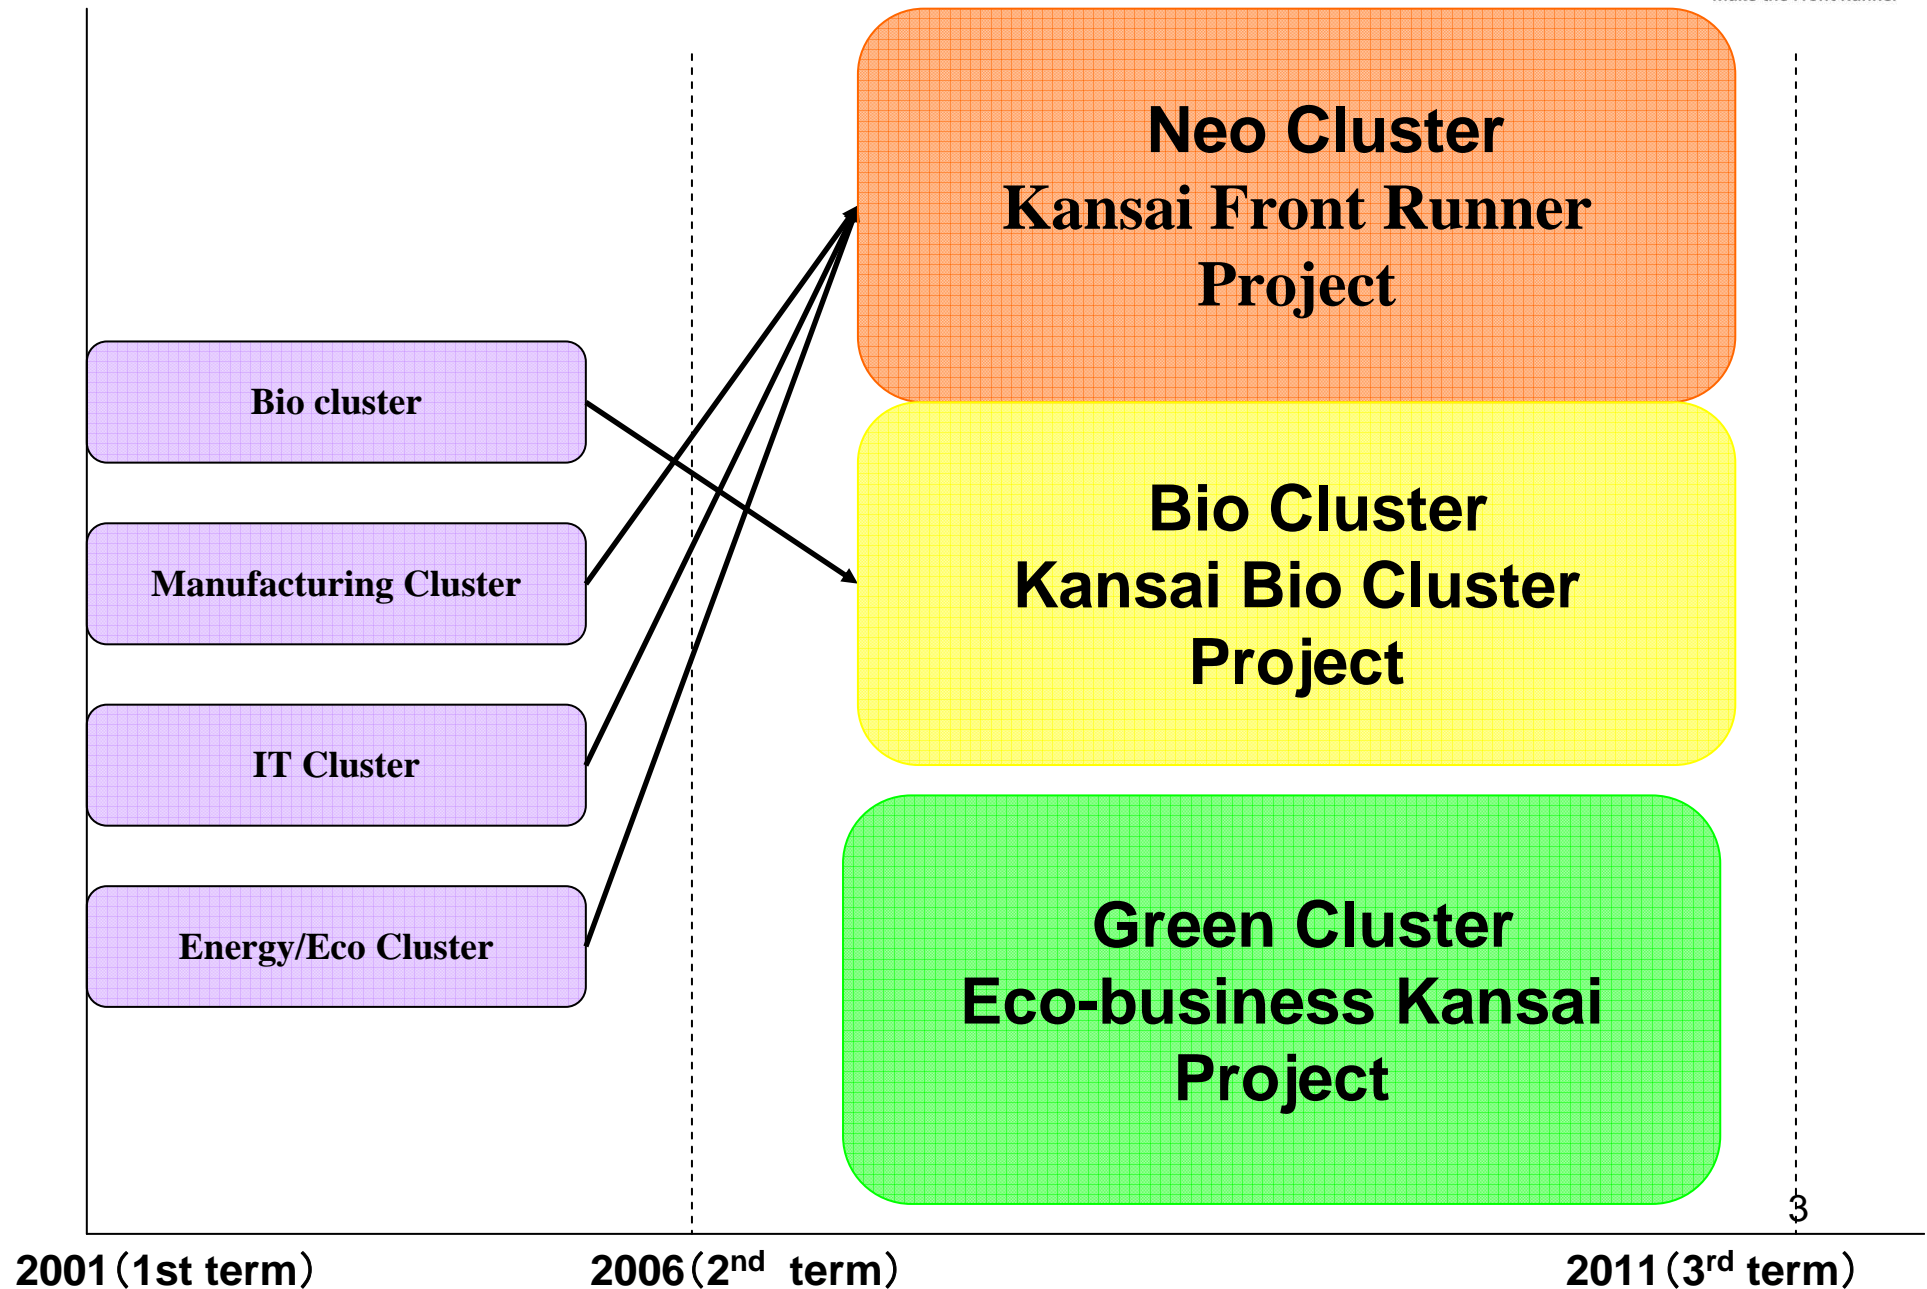 Neo Cluster
Kansai Front Runner
Project
Bio cluster
Bio Cluster
Kansai Bio Cluster
Project
Manufacturing Cluster
IT Cluster
Energy/Eco Cluster
Green Cluster
Eco-business Kansai
Project
3
2001（1st term）
2006（2nd term）
2011（3rd term）